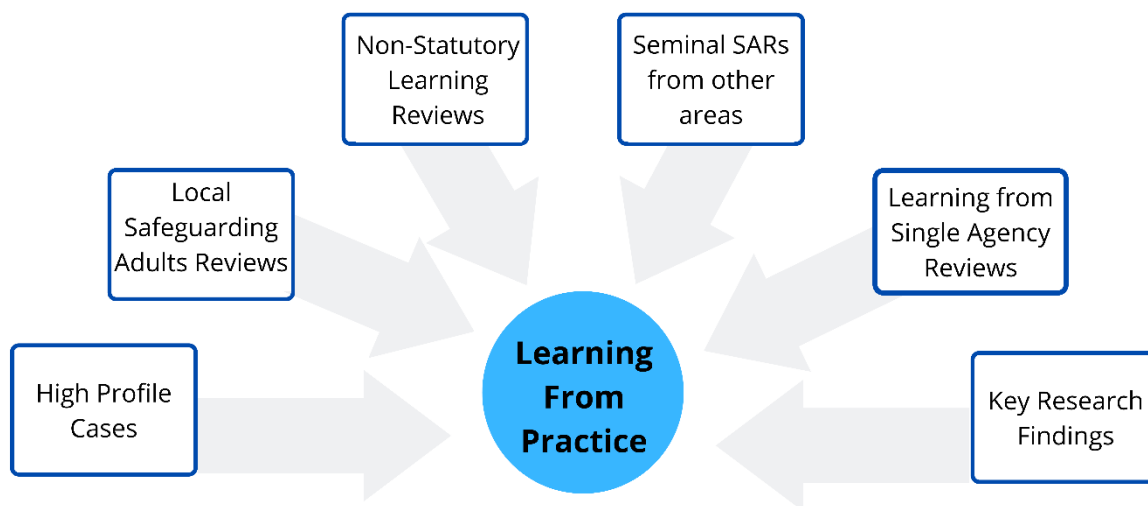 Non-Statutory
Learning
Reviews
Seminal SARs
from other
areas
Local
Safeguarding
Adults Reviews
Learning from
Single Agency
Reviews
High Profile
Cases
Learning
From
Practice
Key Research
Findings